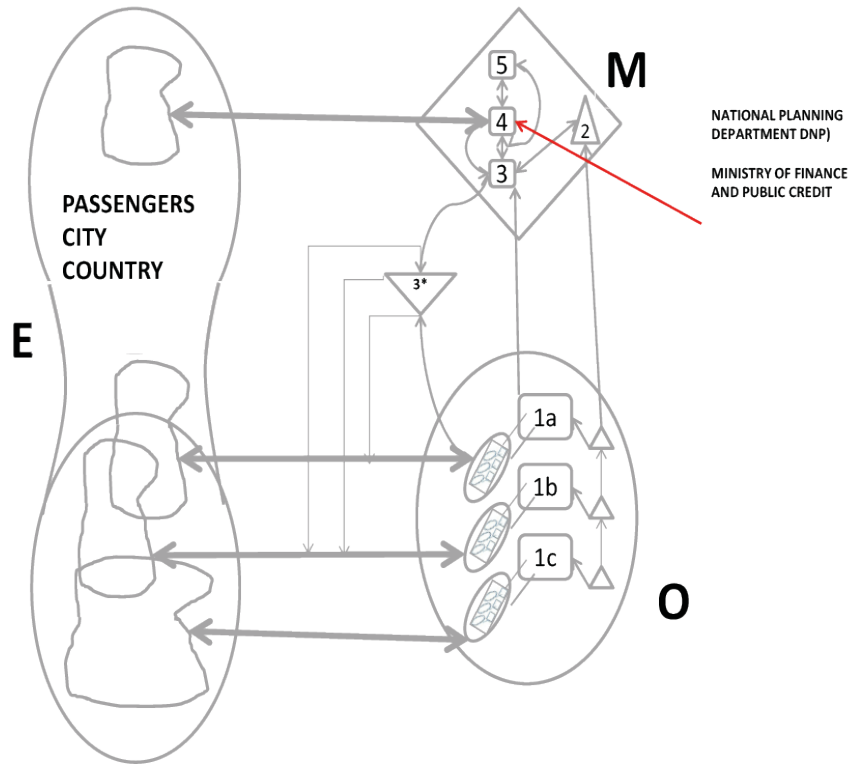 M
5
4
2
3
NATIONAL PLANNING
DEPARTMENT DNP)
MINISTRY OF FINANCE
AND PUBLIC CREDIT
PASSENGERS
CITY
COUNTRY
3*
E
1a
1b
1c
O